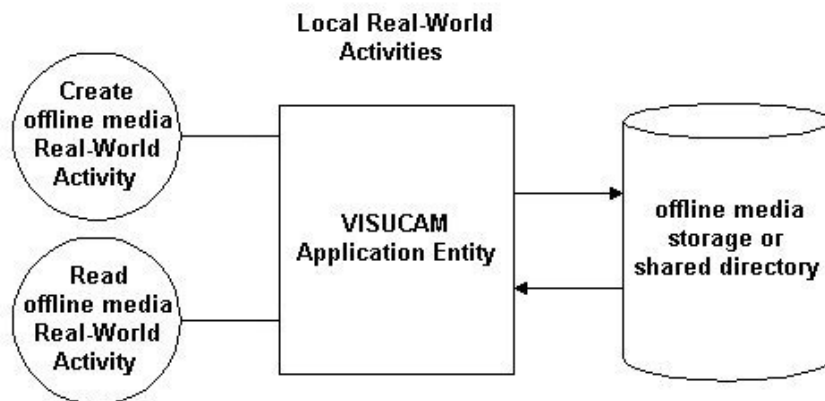 Local Real-World
Activities
Create
offline media
Real-World
Activity
VISUCAM
Application Entity
offline media
storage or
shared directory
Read
offline media
Real-World
Activity